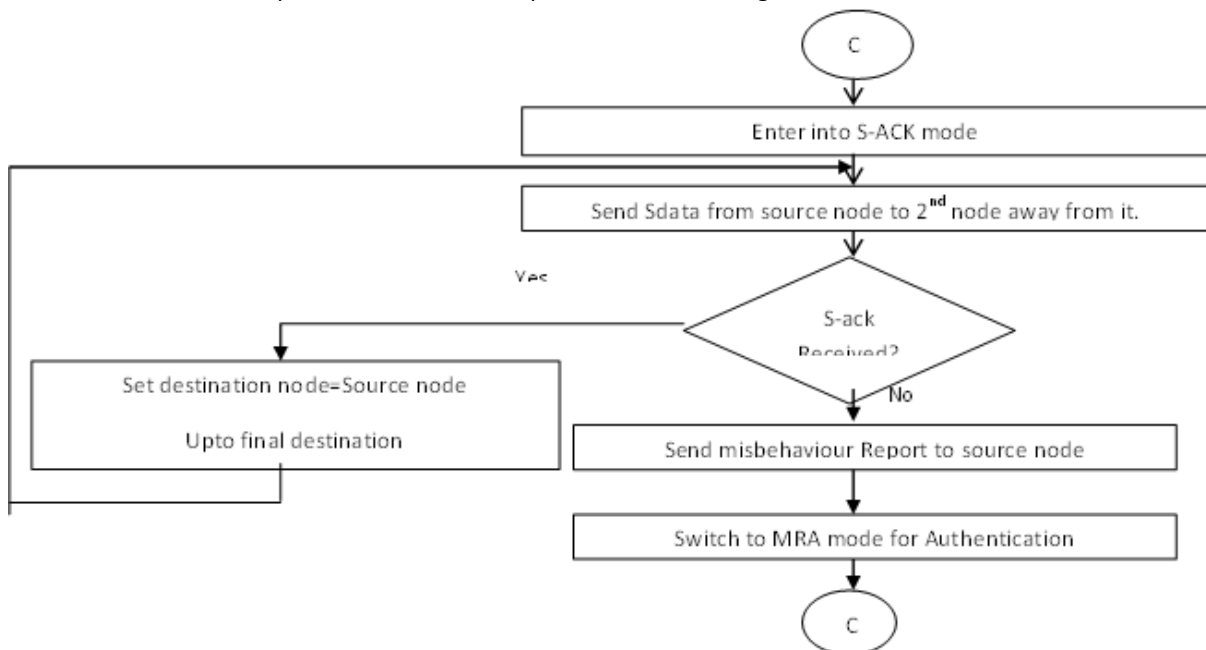 C
Enter into S-ACK mode
Send Sdata from source node to 2nd node away from it.
Yes
S-ack
Received?
No
Set destination node=Source node
Upto final destination
Send misbehaviour Report to source node
Switch to MRA mode for Authentication
C